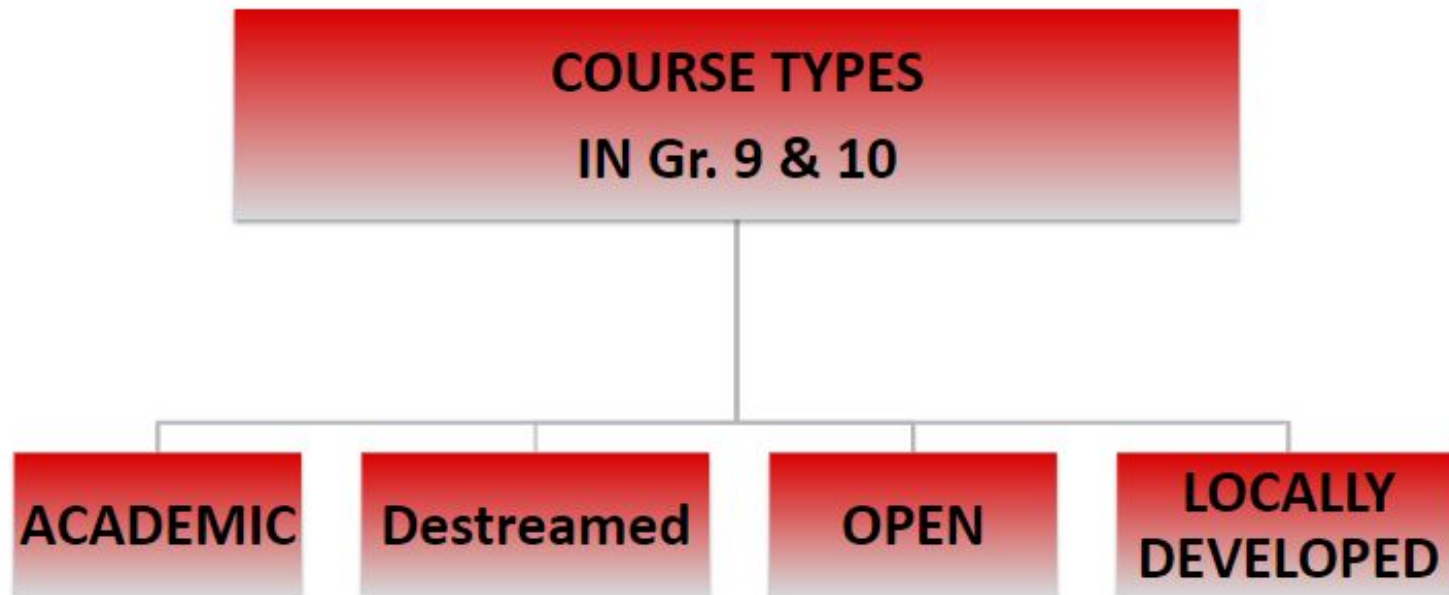 COURSE TYPES
IN Gr. 9 & 10
ACADEMIC
Destreamed
OPEN
LOCALLY
DEVELOPED